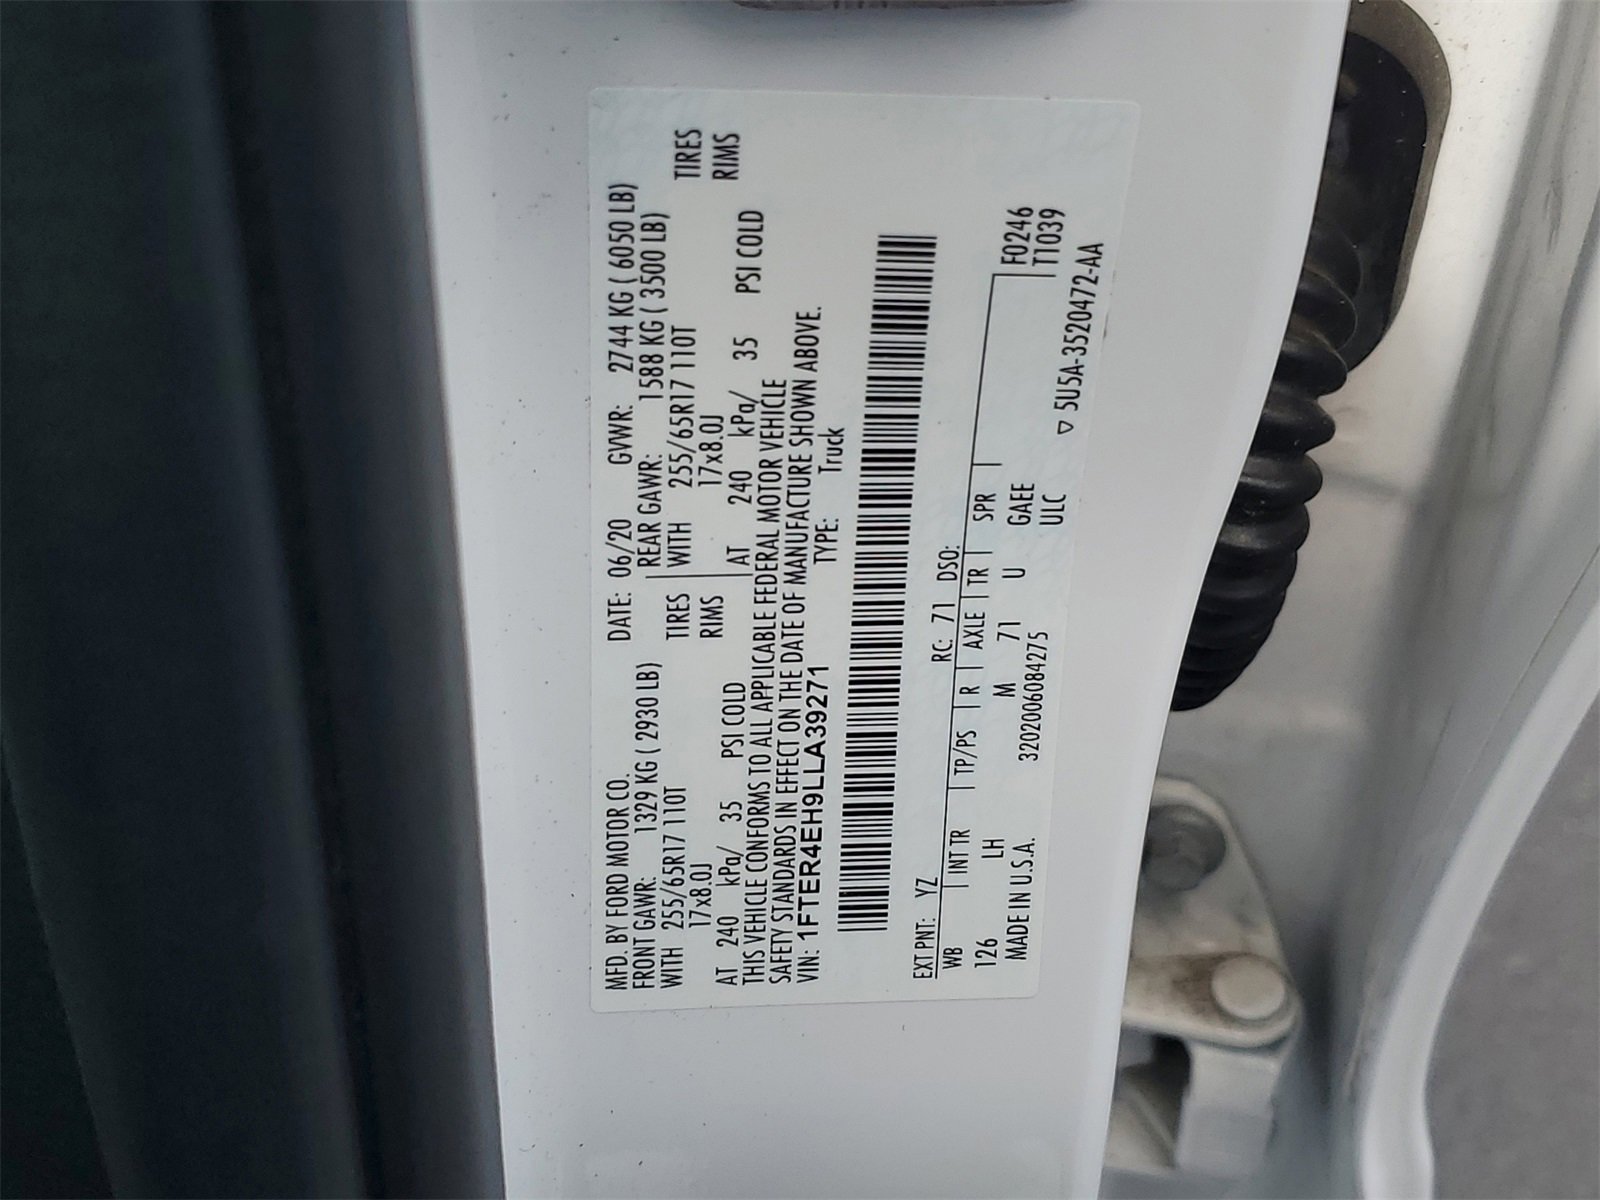 MFD. BY FORD MOTOR CO. DATE: 06/20 GVWR: 2744 KG ( 6050 LB)
FRONT GAWR: 1329 KG ( 2930 LB) REAR GAWR: 1588 KG ( 3500 LB)
WITH 255/65R17 110T TIRES WITH 255/65R17 110T TIRES
17x8.0J RIMS 17x8.0J RIMS
AT 240 kPa/ 35 PSI COLD AT 240 kPa/ 35 PSI COLD
THIS VEHICLE CONFORMS TO ALL APPLICABLE FEDERAL MOTOR VEHICLE
SAFETY STANDARDS IN EFFECT ON THE DATE OF MANUFACTURE SHOWN ABOVE.
VIN: 1FTER4EH9LLA39271 TYPE: Truck
EXT PNT: YZ RC: 71 DSO:
WB INT TR TP/PS R AXLE TR SPR F0246
126 LH M 71 U GAEE T1039
MADE IN U.S.A. 3202006084275 ULC
▽ 5U5A-3520472-AA